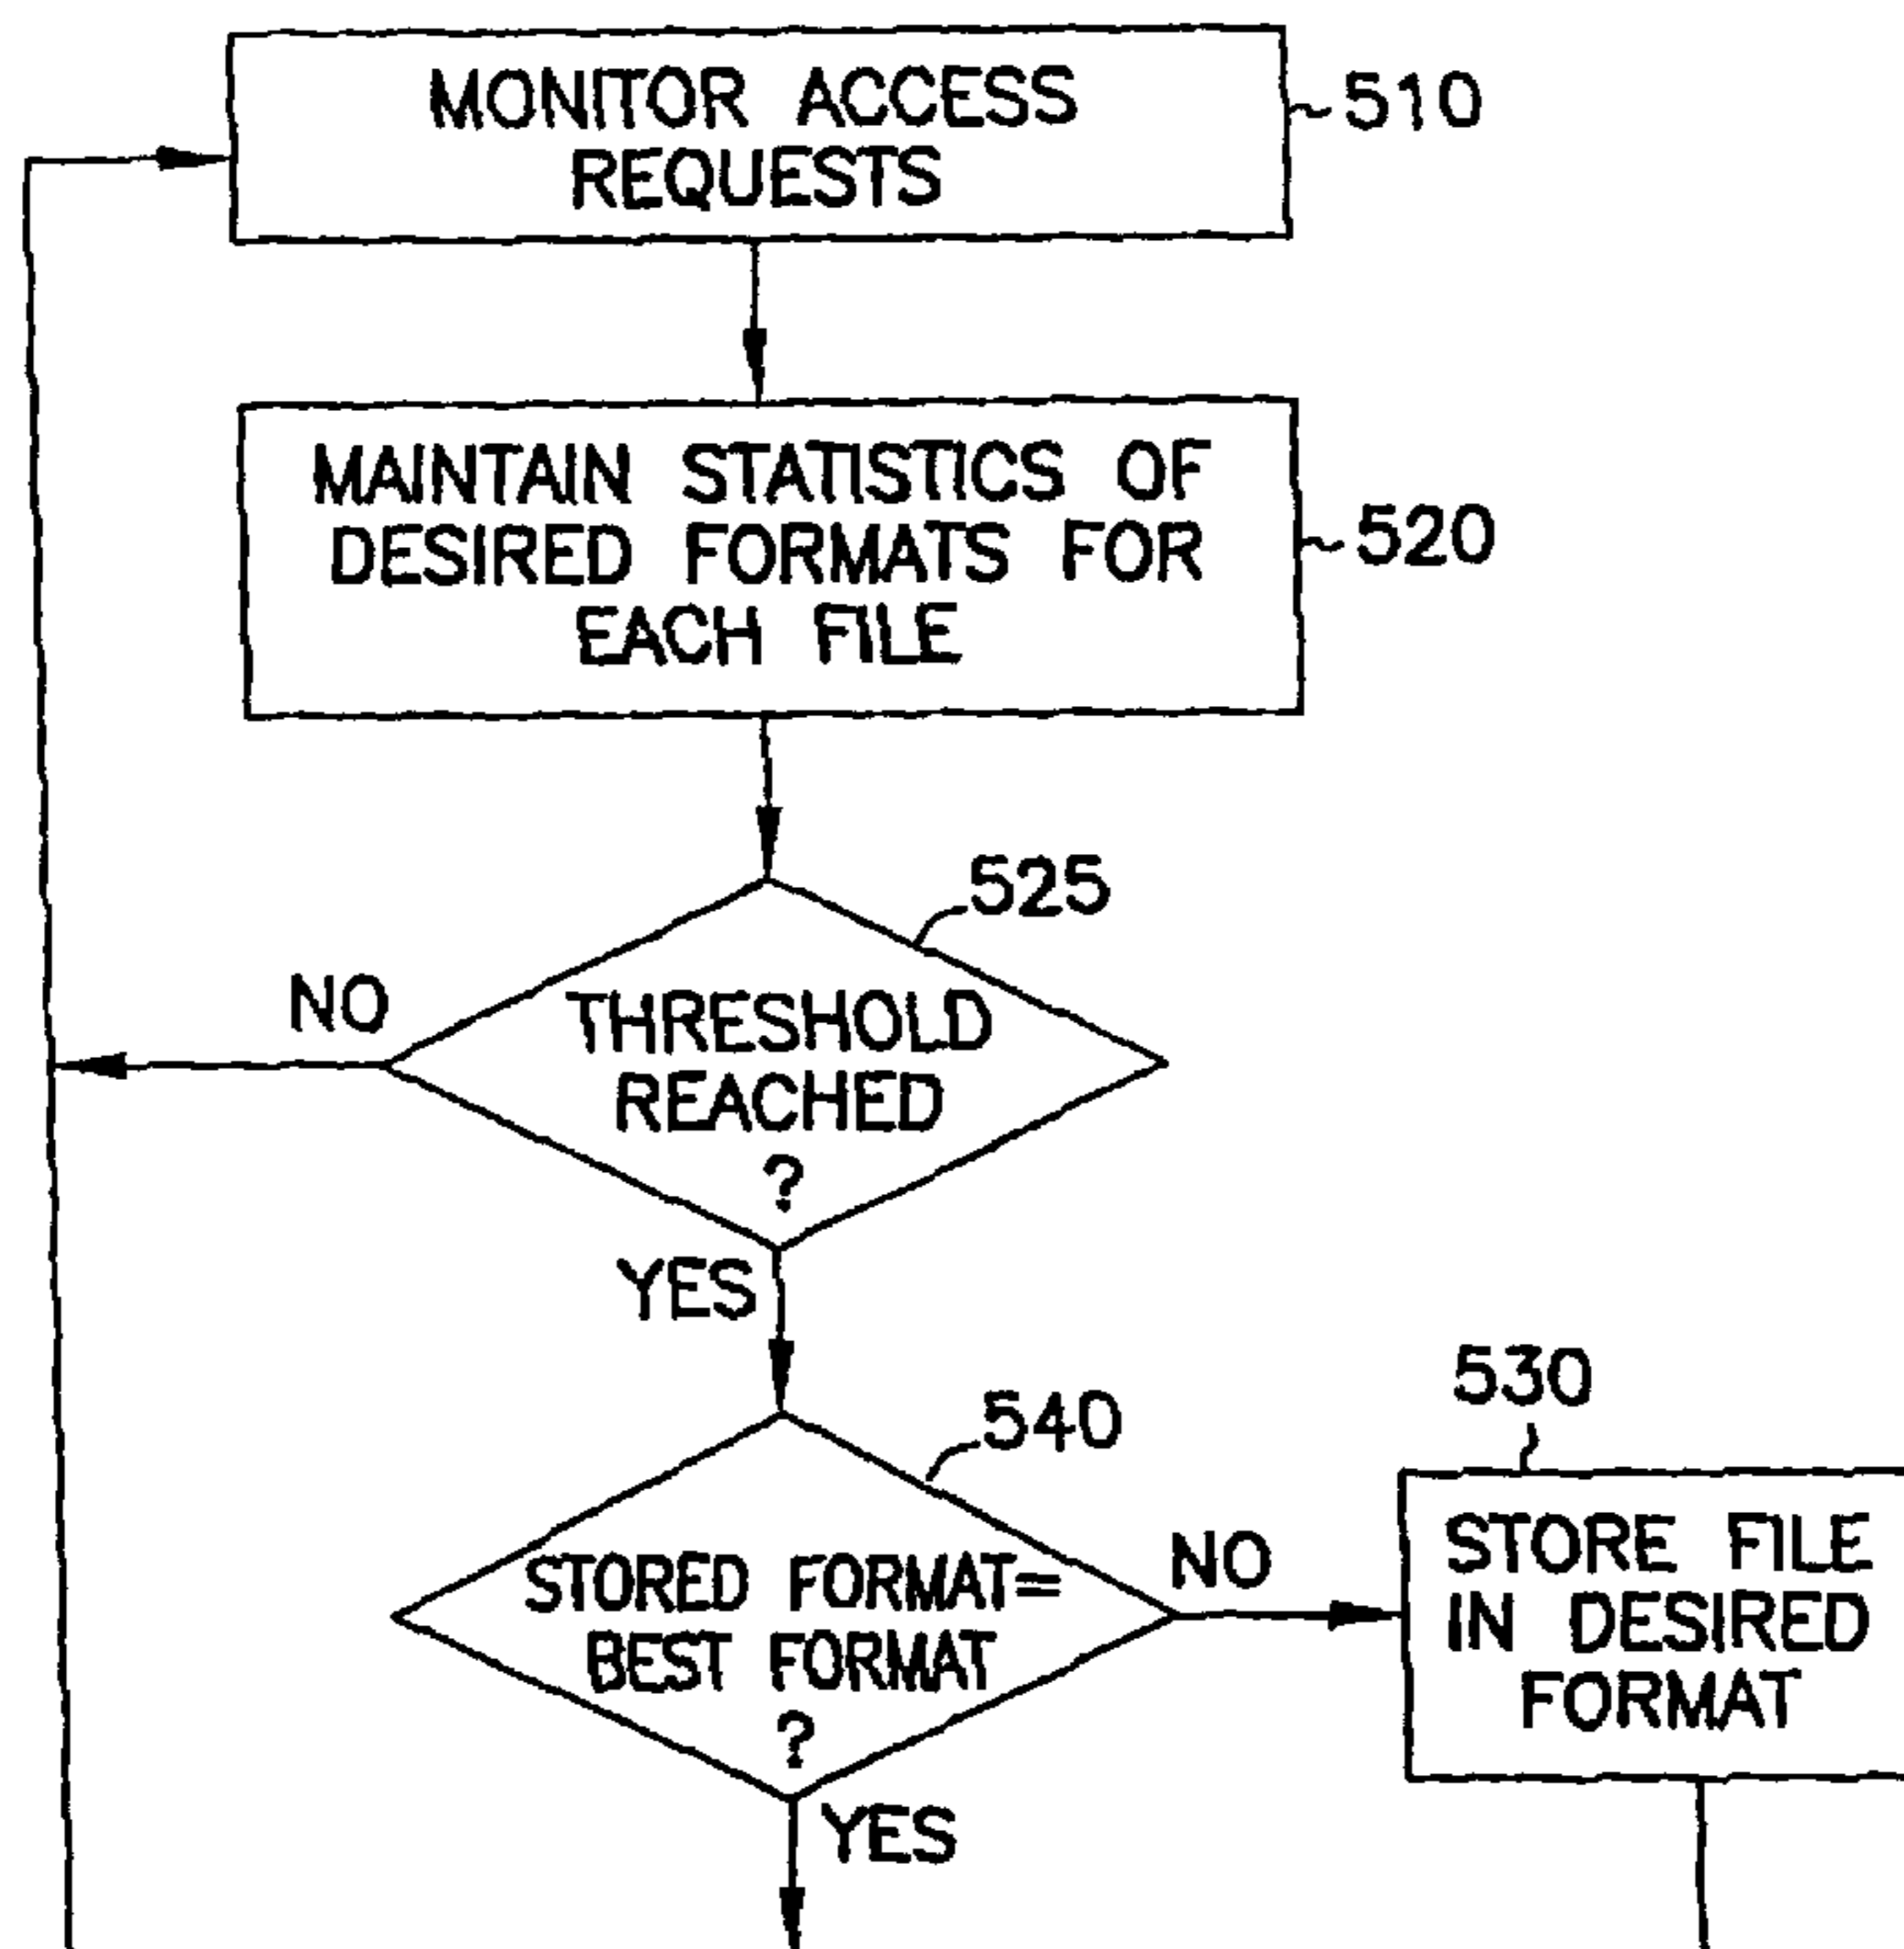 MONITOR ACCESS
REQUESTS
510
MAINTAIN STATISTICS OF
DESIRED FORMATS FOR
EACH FILE
520
525
NO
THRESHOLD
REACHED
?
YES
540
530
STORED FORMAT=
BEST FORMAT
?
NO
STORE FILE
IN DESIRED
FORMAT
YES